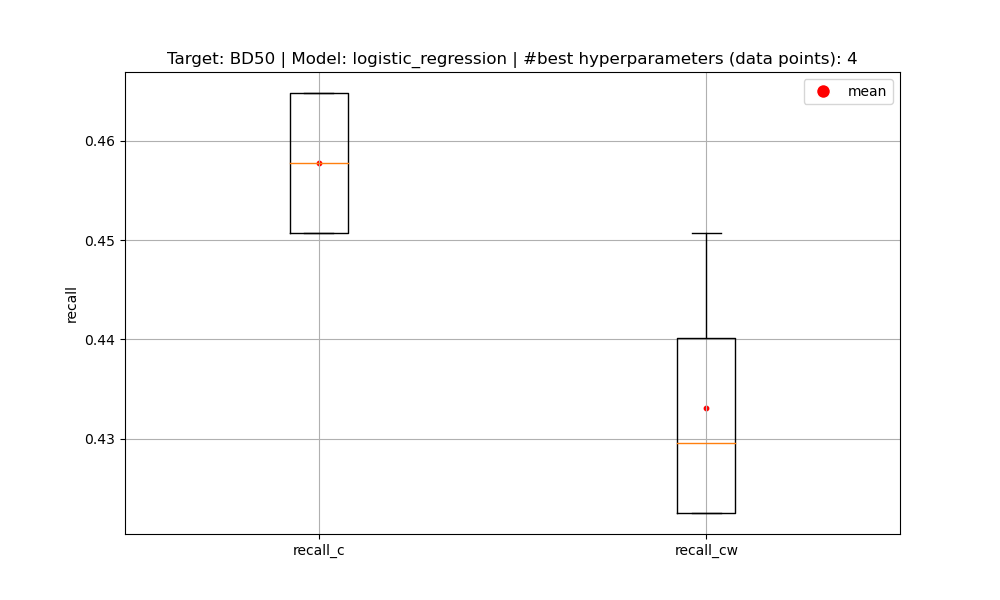 Target: BD50 | Model: logistic_regression | #best hyperparameters (data points): 4
mean
0.46
0.45
0.44
0.43
recall
recall_c
recall_cw